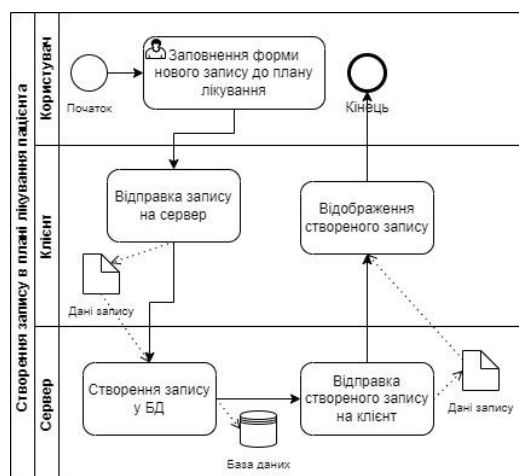 Створення запису в плані лікування пацієнта
Користувач
Заповнення форми
нового запису до плану
лікування
Початок
Кінець
Клієнт
Відправка запису
на сервер
Відображення
створеного запису
Дані запису
Сервер
Створення запису
у БД
Відправка
створеного запису
на клієнт
Дані запису
База даних